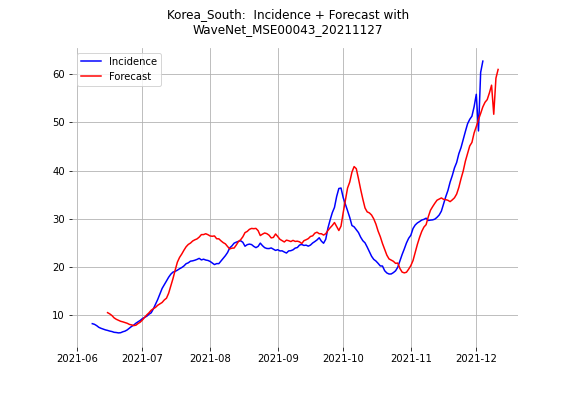 Korea_South:  Incidence + Forecast with
WaveNet_MSE00043_20211127
Incidence
Forecast
60
50
40
30
20
10
2021-06 2021-07 2021-08 2021-09 2021-10 2021-11 2021-12